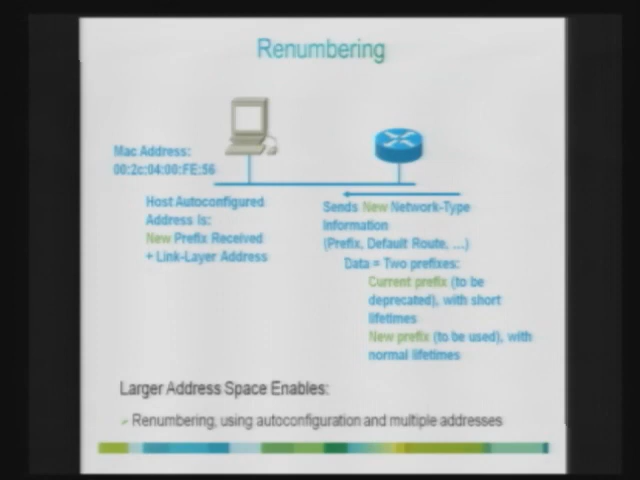 Renumbering
Mac Address:
00:2c:04:00:FE:56
Host Autoconfigured
Address Is:
New Prefix Received
+ Link-Layer Address
Sends New Network-Type
Information
(Prefix, Default Route, ...)
Data = Two prefixes:
Current prefix (to be
deprecated), with short
lifetimes
New prefix (to be used), with
normal lifetimes
Larger Address Space Enables:
Renumbering, using autoconfiguration and multiple addresses